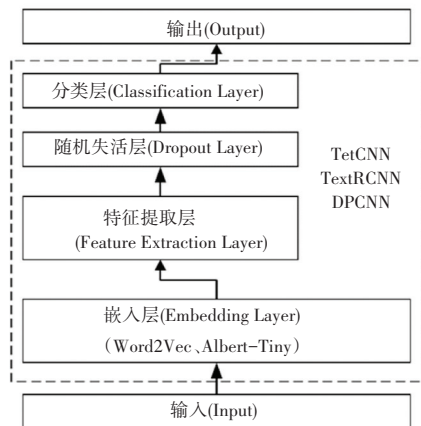 输出(Output)
分类层(Classification Layer)
随机失活层(Dropout Layer)
TetCNN
TextRCNN
DPCNN
特征提取层
(Feature Extraction Layer)
嵌入层(Embedding Layer)
(Word2Vec、Albert-Tiny)
输入(Input)